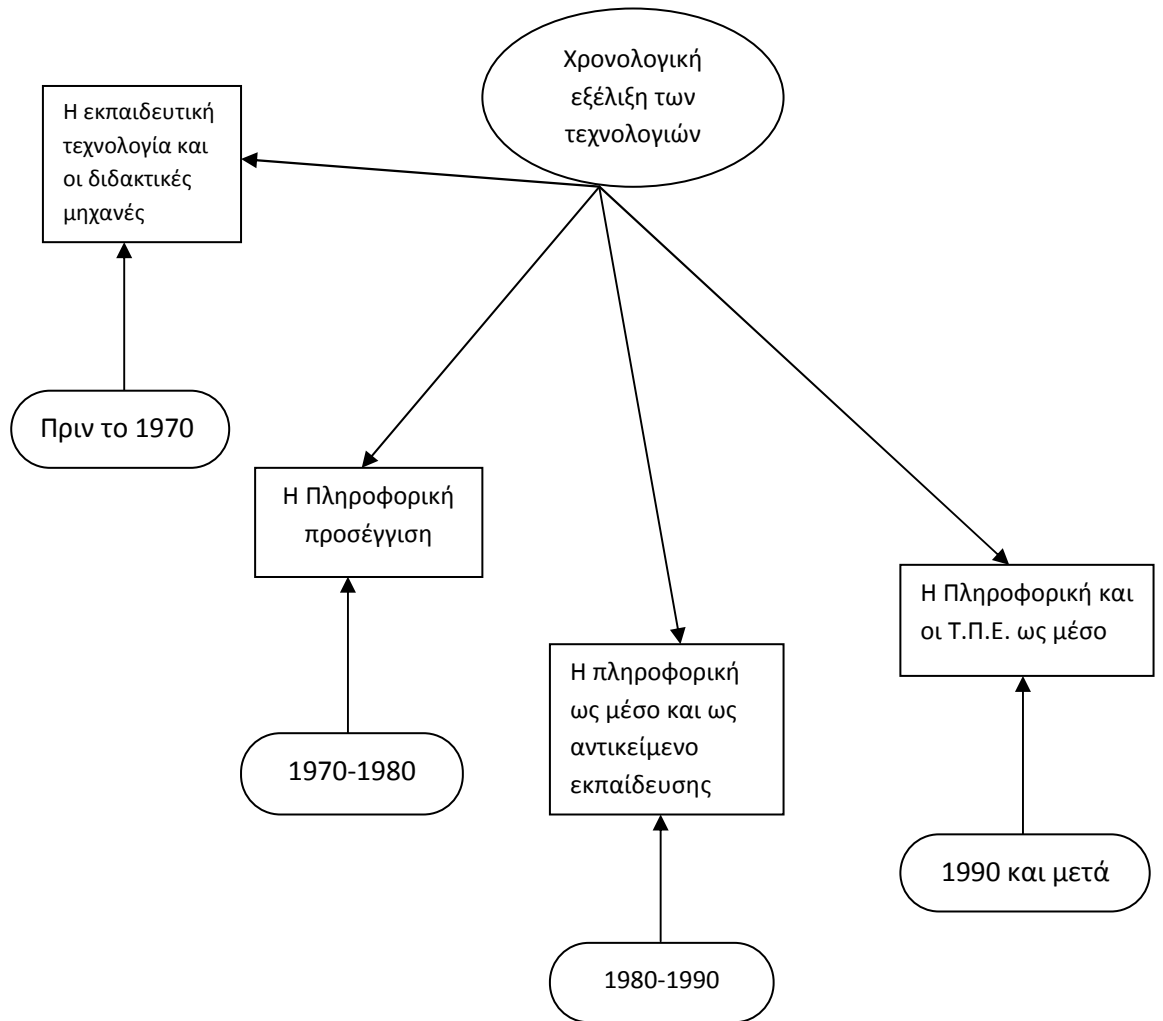 Χρονολογική
εξέλιξη των
τεχνολογιών
Η εκπαιδευτική
τεχνολογία και
οι διδακτικές
μηχανές
Πριν το 1970
Η Πληροφορική
προσέγγιση
1970-1980
Η πληροφορική
ως μέσο και ως
αντικείμενο
εκπαίδευσης
1980-1990
Η Πληροφορική και
οι Τ.Π.Ε. ως μέσο
1990 και μετά